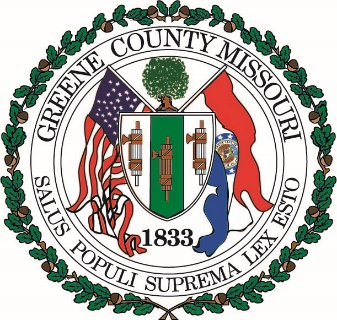 GREENE COUNTY MISSOURI
1833
SALUS POPULI SUPREMA LEX ESTO